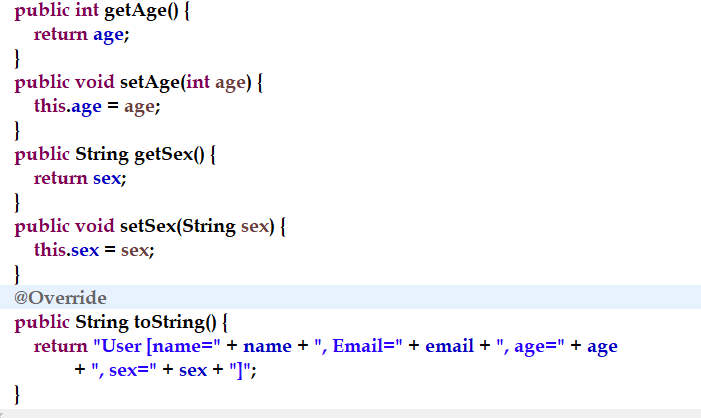 public int getAge() {
return age;
}
public void setAge(int age) {
this.age = age;
}
public String getSex() {
return sex;
}
public void setSex(String sex) {
this.sex = sex;
}
@Override
public String toString() {
return "User [name=" + name + ", Email=" + email + ", age=" + age
+ ", sex=" + sex + "]";
}